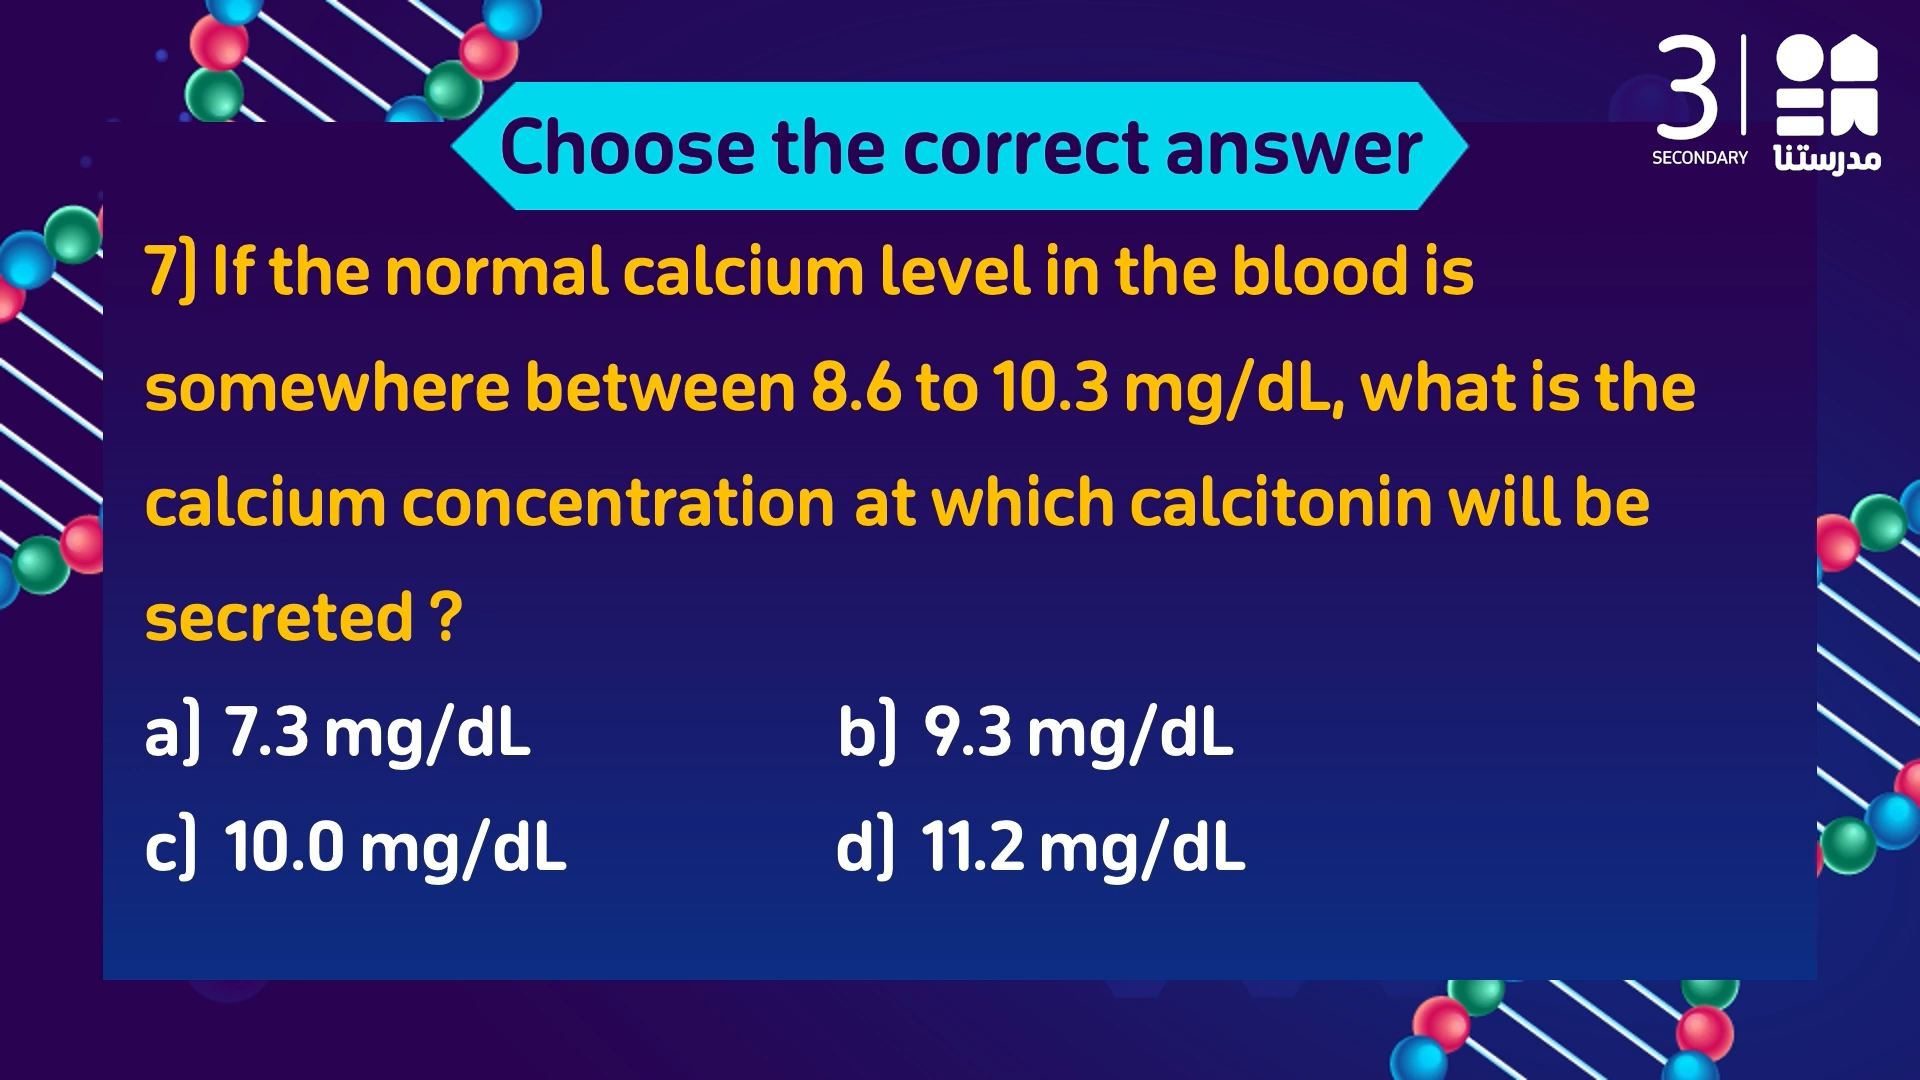 3
SECONDARY
مدرستنا
Choose the correct answer
7) If the normal calcium level in the blood is
somewhere between 8.6 to 10.3 mg/dL, what is the
calcium concentration at which calcitonin will be
secreted ?
a) 7.3 mg/dL b) 9.3 mg/dL
c) 10.0 mg/dL d) 11.2 mg/dL